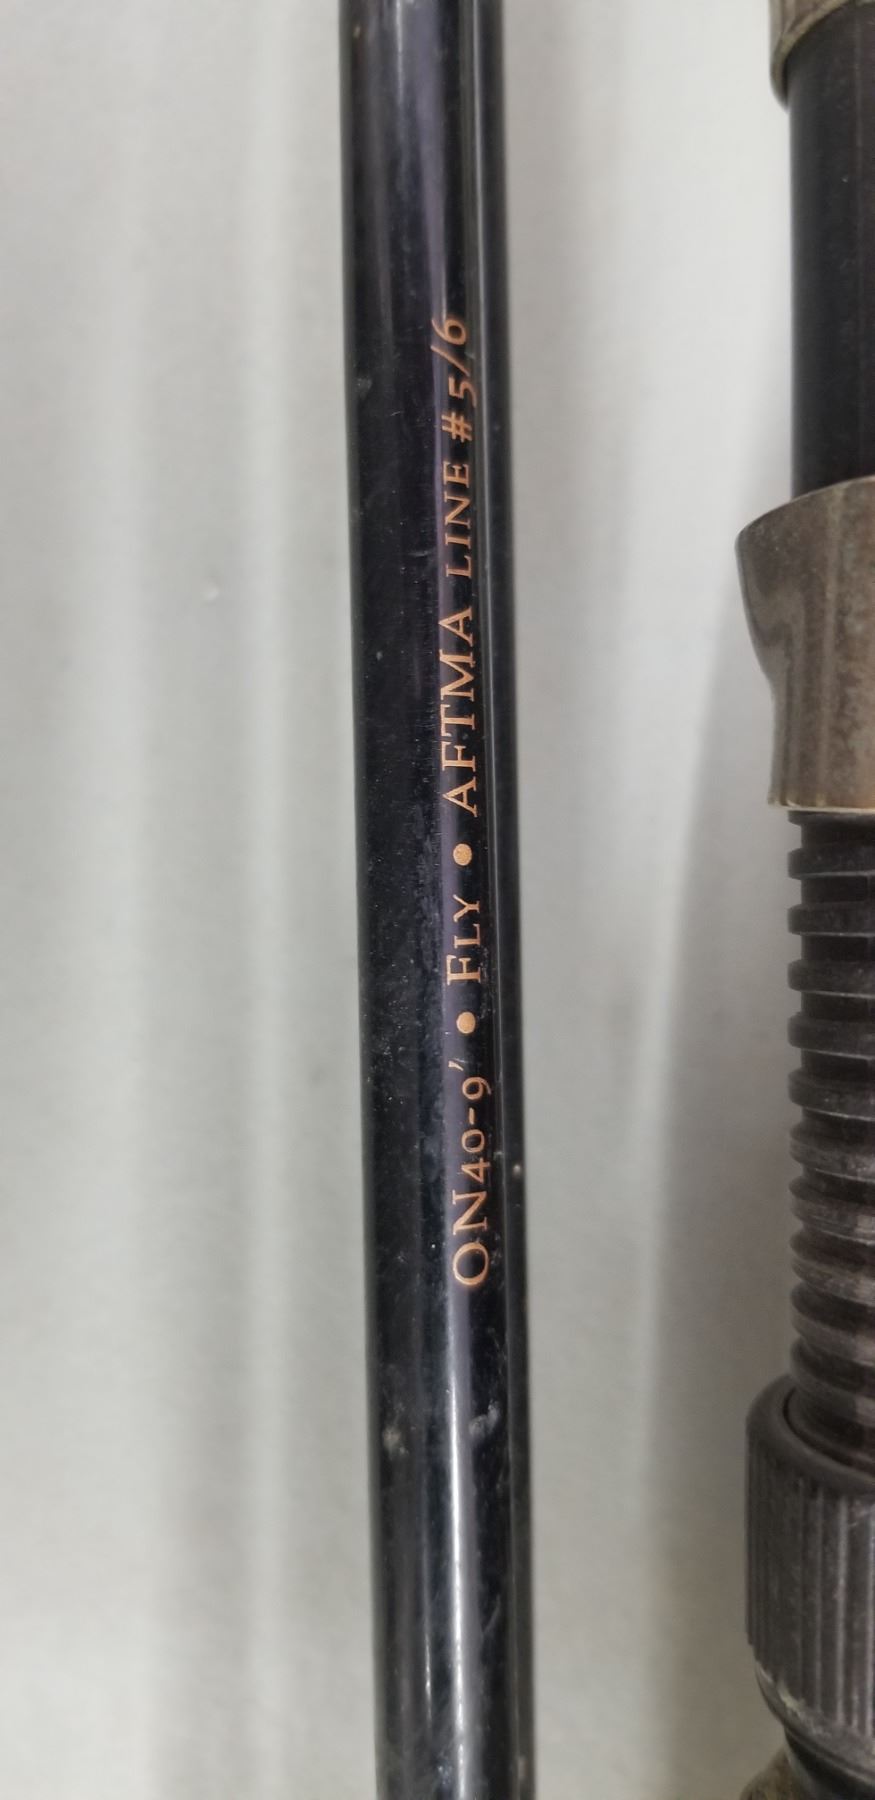 ON40-9' • FLY • AFTMA LINE #5/6